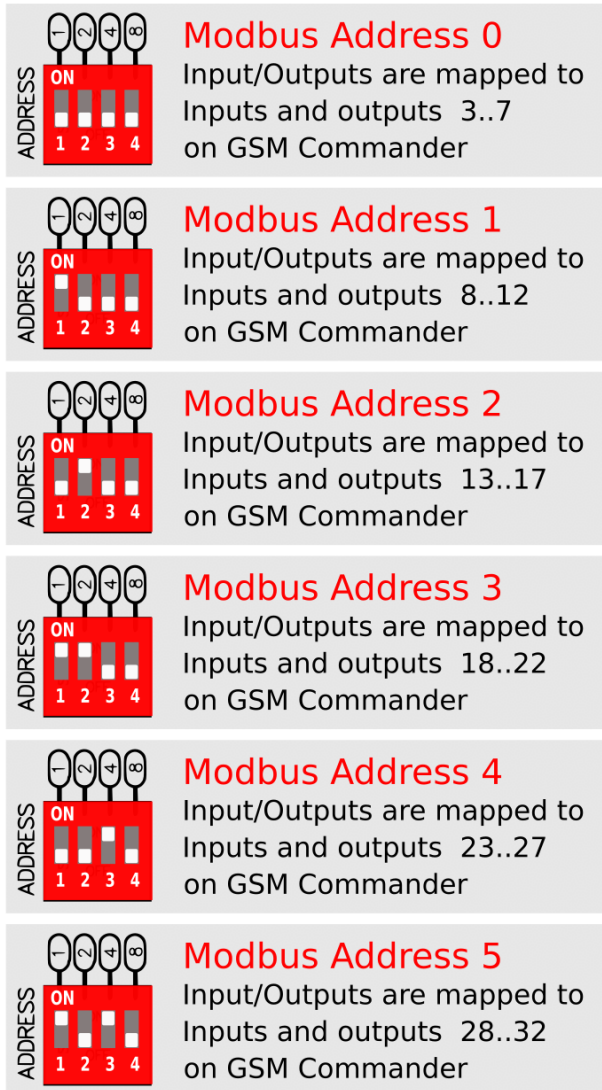 1 2 4 8
ADDRESS
ON
1 2 3 4
Modbus Address 0
Input/Outputs are mapped to
Inputs and outputs 3..7
on GSM Commander
1 2 4 8
ADDRESS
ON
1 2 3 4
Modbus Address 1
Input/Outputs are mapped to
Inputs and outputs 8..12
on GSM Commander
1 2 4 8
ADDRESS
ON
1 2 3 4
Modbus Address 2
Input/Outputs are mapped to
Inputs and outputs 13..17
on GSM Commander
1 2 4 8
ADDRESS
ON
1 2 3 4
Modbus Address 3
Input/Outputs are mapped to
Inputs and outputs 18..22
on GSM Commander
1 2 4 8
ADDRESS
ON
1 2 3 4
Modbus Address 4
Input/Outputs are mapped to
Inputs and outputs 23..27
on GSM Commander
1 2 4 8
ADDRESS
ON
1 2 3 4
Modbus Address 5
Input/Outputs are mapped to
Inputs and outputs 28..32
on GSM Commander